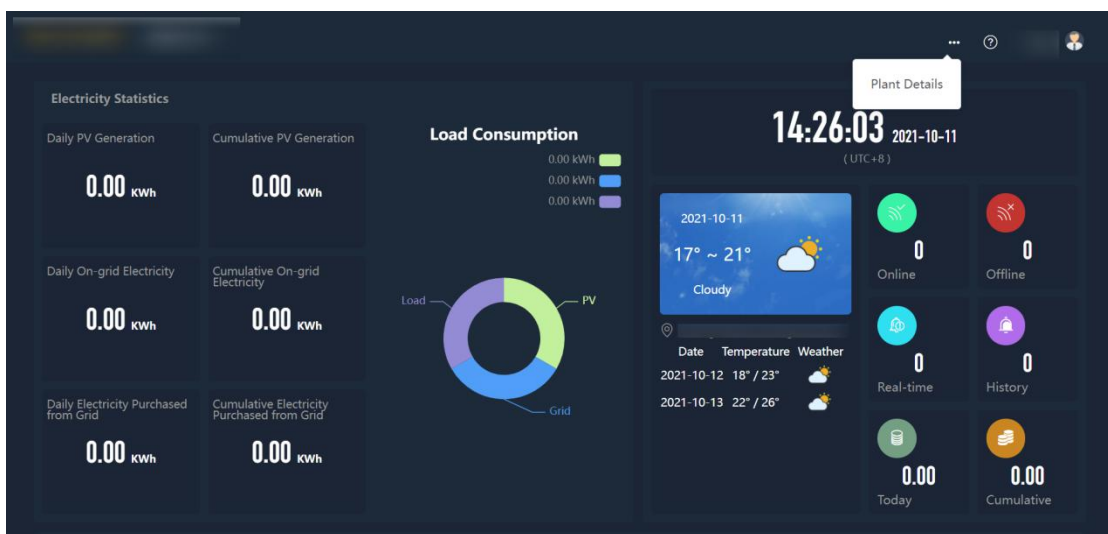 Plant Details
Electricity Statistics
Daily PV Generation
0.00 KWh
Cumulative PV Generation
0.00 KWh
Daily On-grid Electricity
0.00 KWh
Cumulative On-grid
Electricity
0.00 KWh
Daily Electricity Purchased
from Grid
0.00 KWh
Cumulative Electricity
Purchased from Grid
0.00 KWh
Load Consumption
0.00 kWh
0.00 kWh
0.00 kWh
Load
PV
Grid
14:26:03 2021-10-11
(UTC+8)
2021-10-11
17° ~ 21°
Cloudy
Date Temperature Weather
2021-10-12 18° / 23°
2021-10-13 22° / 26°
0
Online
0
Offline
0
Real-time
0
History
0.00
Today
0.00
Cumulative